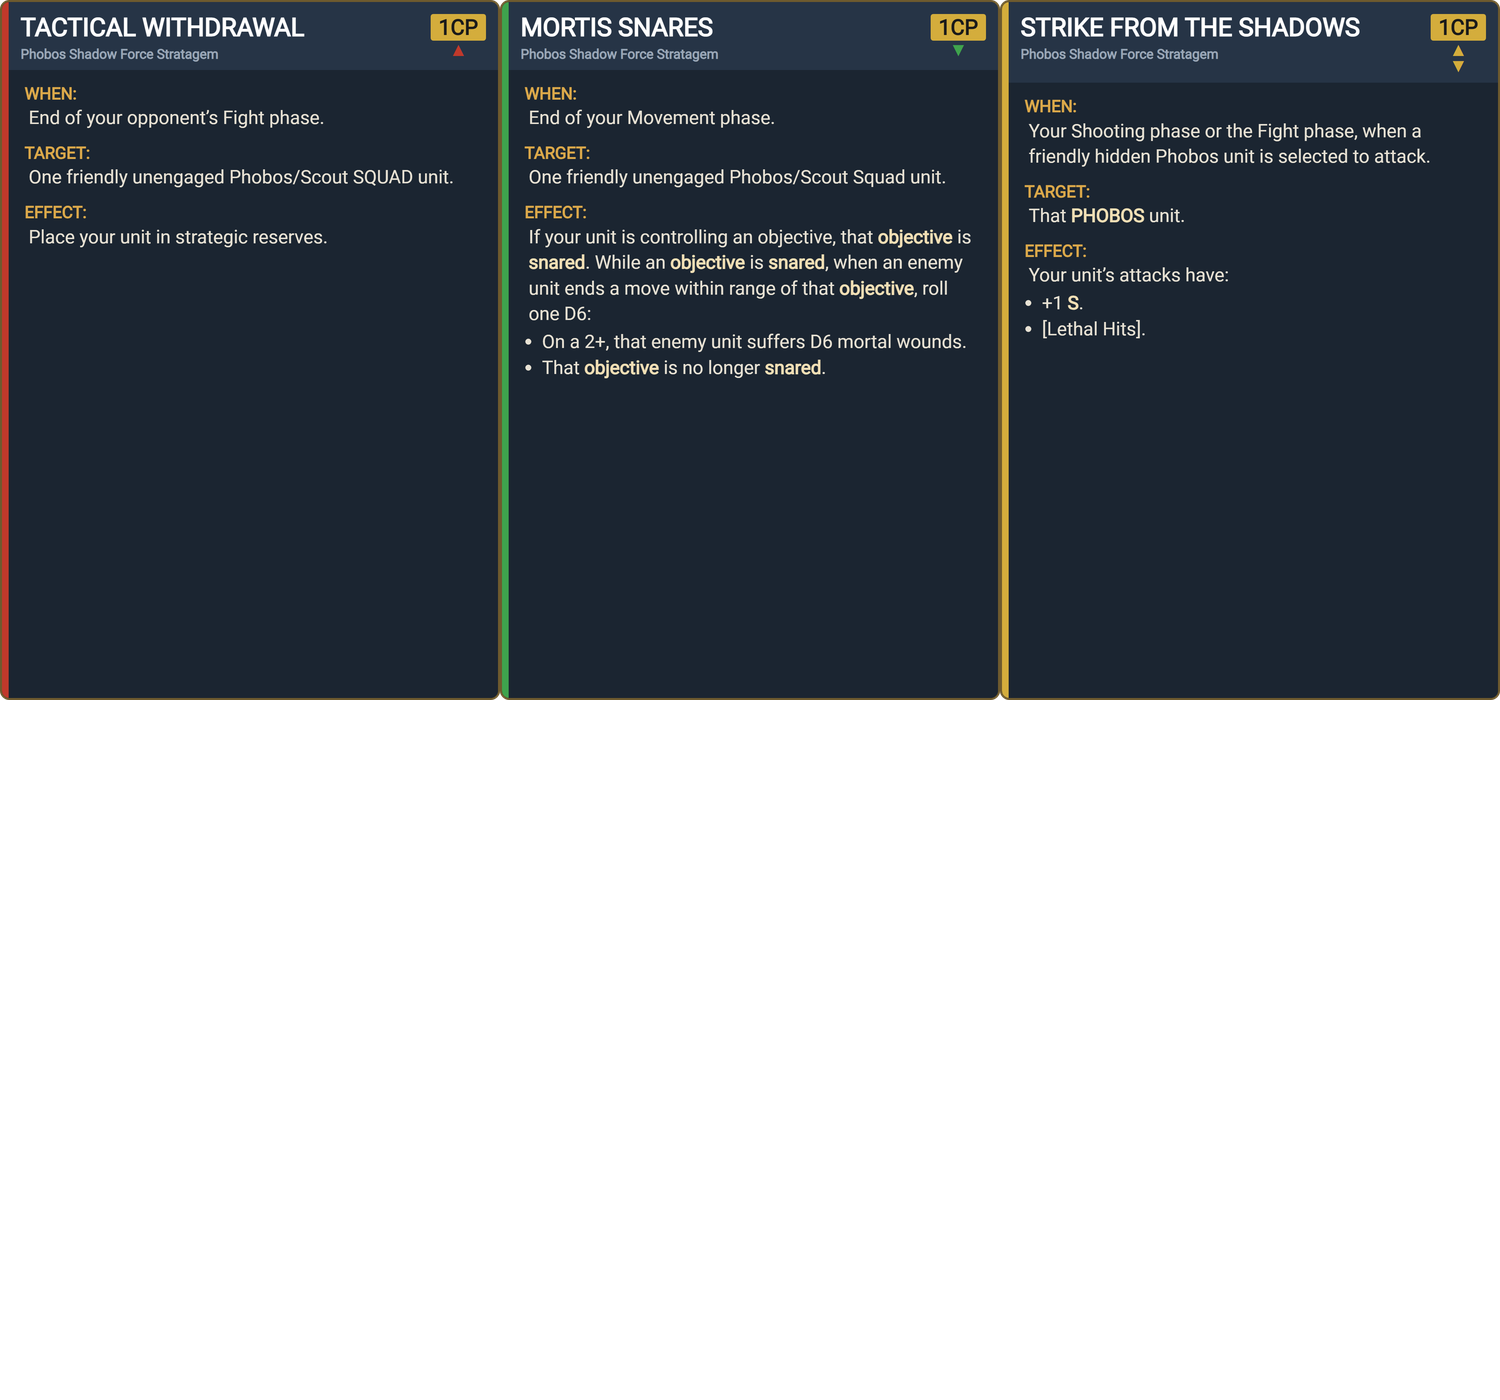 TACTICAL WITHDRAWAL
1CP
Phobos Shadow Force Stratagem
WHEN:
End of your opponent’s Fight phase.
TARGET:
One friendly unengaged Phobos/Scout SQUAD unit.
EFFECT:
Place your unit in strategic reserves.
MORTIS SNARES
1CP
Phobos Shadow Force Stratagem
WHEN:
End of your Movement phase.
TARGET:
One friendly unengaged Phobos/Scout Squad unit.
EFFECT:
If your unit is controlling an objective, that objective is
snared. While an objective is snared, when an enemy
unit ends a move within range of that objective, roll
one D6:
• On a 2+, that enemy unit suffers D6 mortal wounds.
• That objective is no longer snared.
STRIKE FROM THE SHADOWS
1CP
Phobos Shadow Force Stratagem
WHEN:
Your Shooting phase or the Fight phase, when a
friendly hidden Phobos unit is selected to attack.
TARGET:
That PHOBOS unit.
EFFECT:
Your unit’s attacks have:
• +1 S.
• [Lethal Hits].